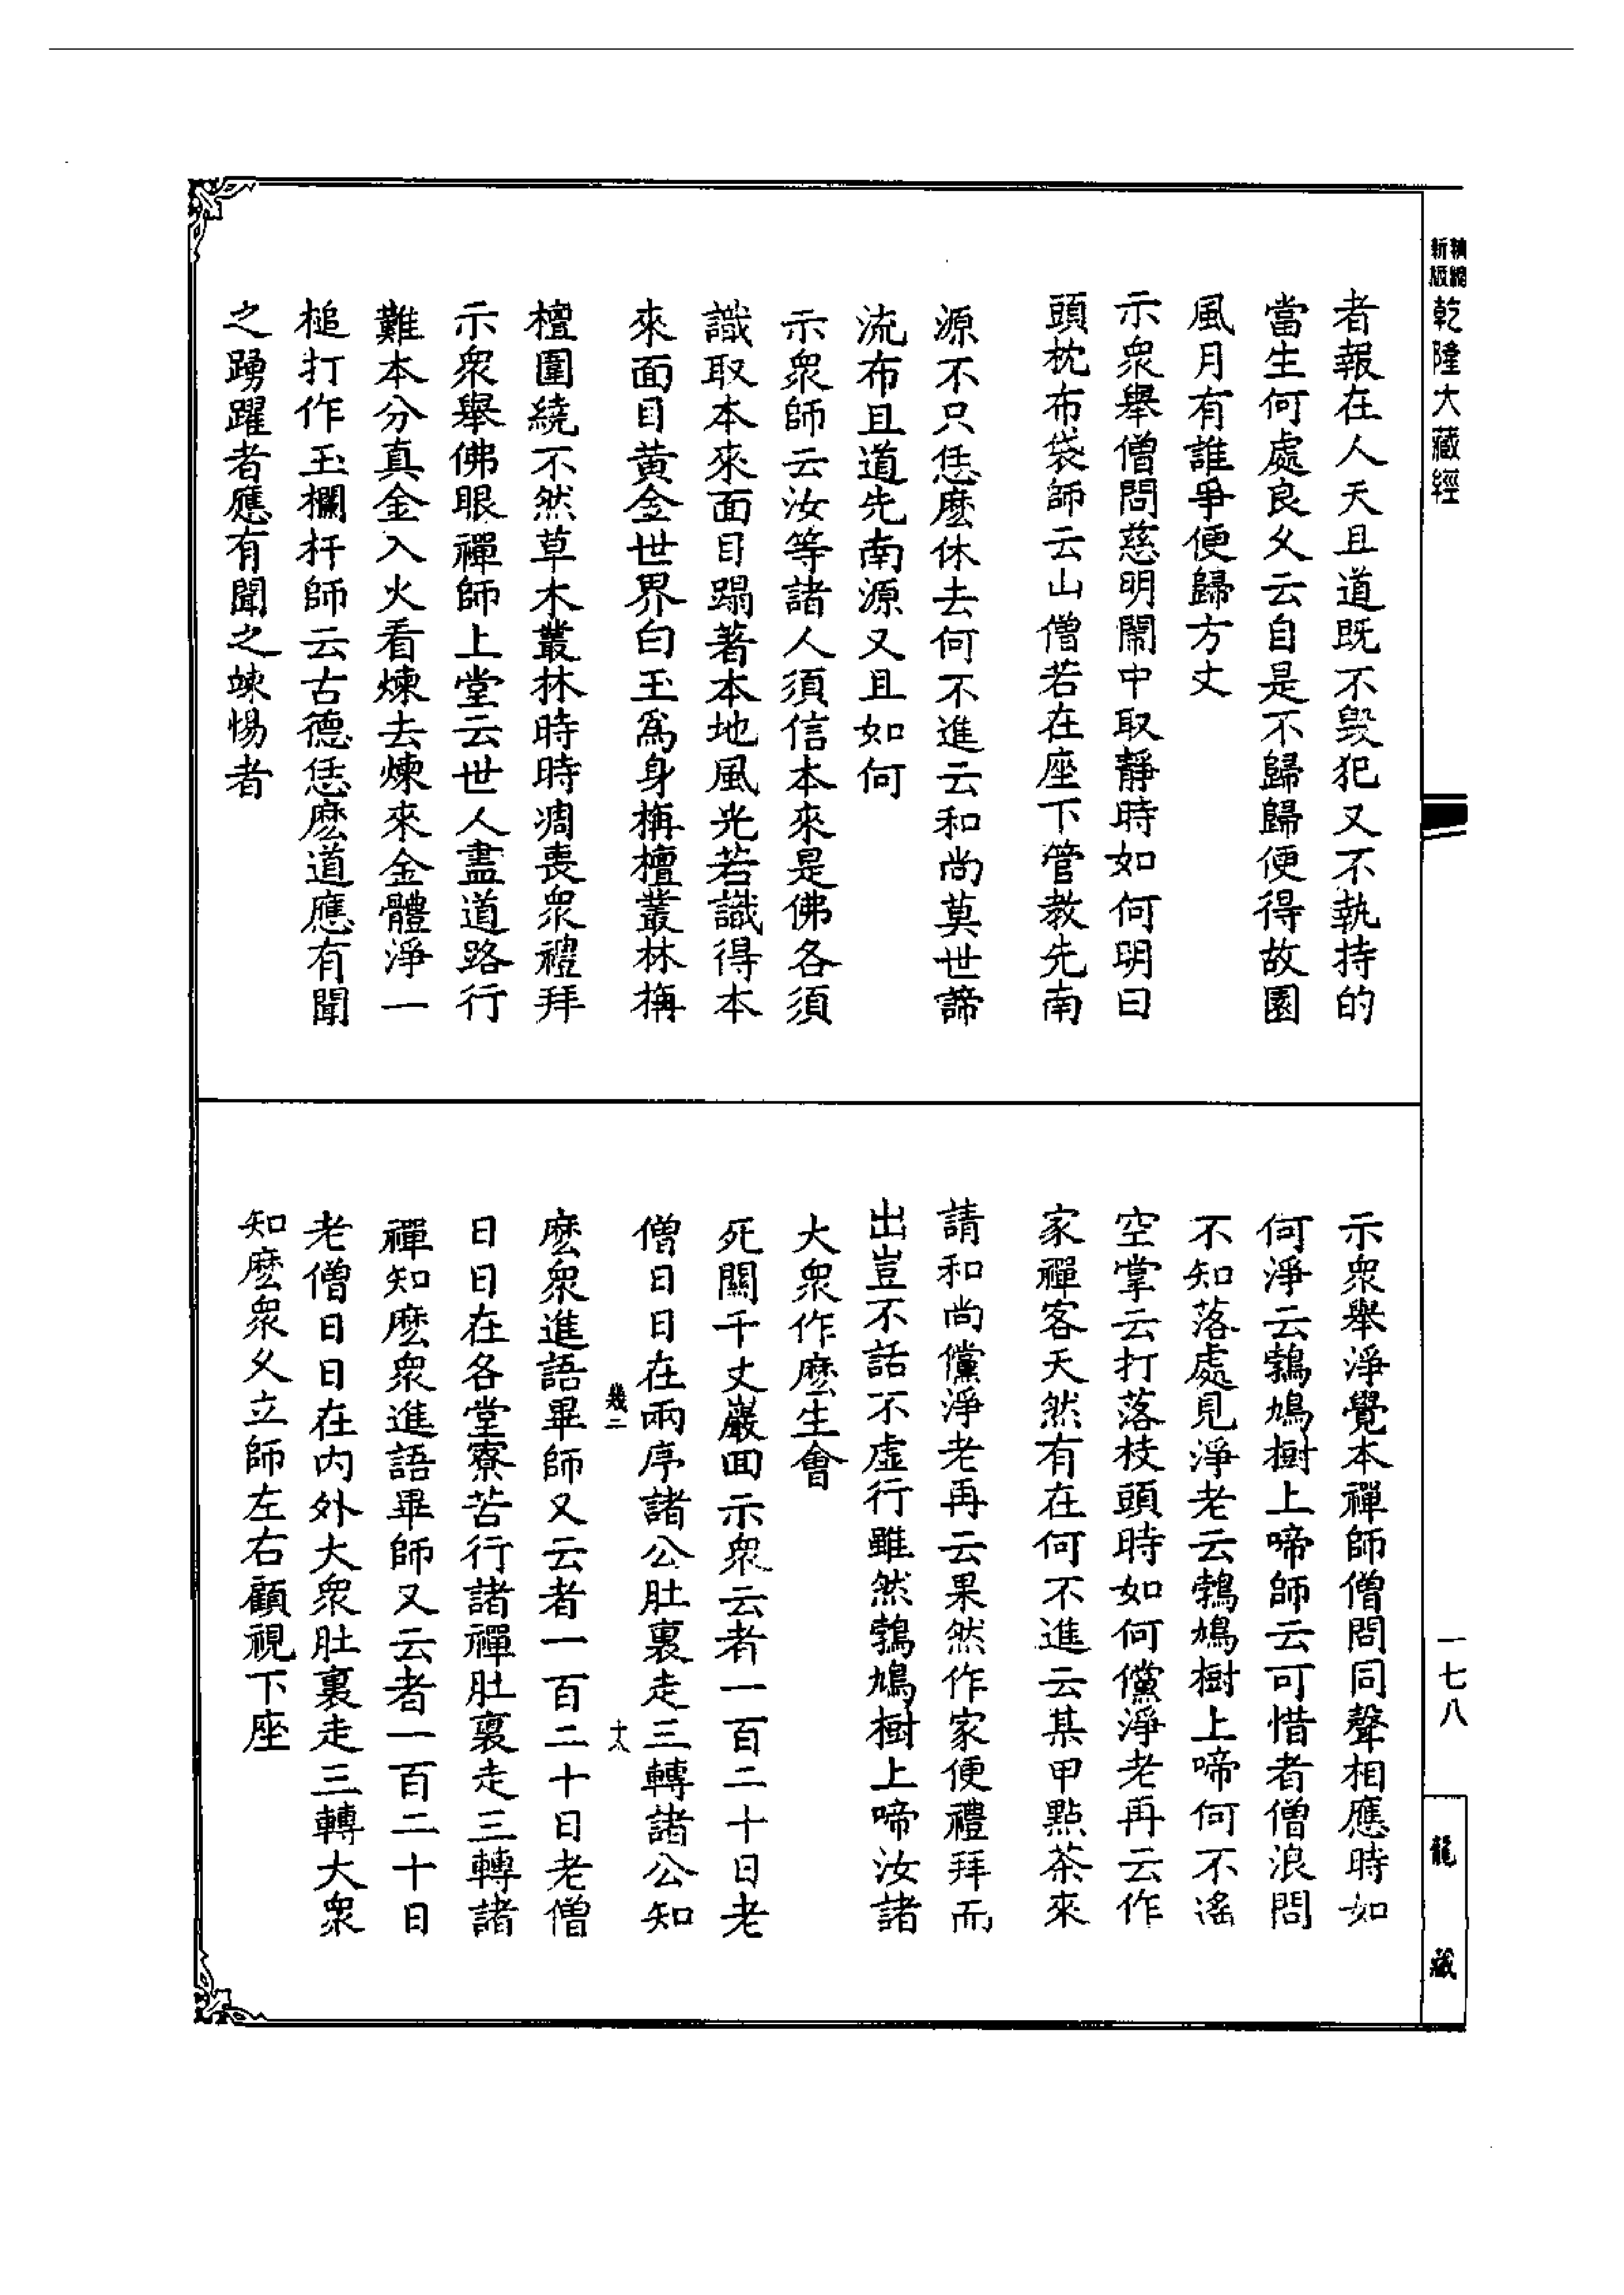 新版精縮乾隆大藏經
者報在人天且道既不毀犯又不執持的
當生何處良久云自是不歸歸便得故園
風月有誰爭便歸方丈
示衆舉僧問慈明閙中取靜時如何明曰
頭枕布袋師云山僧若在座下管教先南
源不只恁麽休去何不進云和尚莫世諦
流布且道先南源又且如何
示衆師云汝等諸人須信本來是佛各須
識取本來面目蹋著本地風光若識得本
來面目黄金世界白玉爲身栴檀叢林栴
檀圍繞不然草木叢林時時凋喪衆禮拜
示衆舉佛眼禪師上堂云世人盡道路行
難本分真金入火看煉去煉來金體淨一
槌打作玉欄杆師云古德恁麽道應有聞
之踴躍者應有聞之竦惕者
示衆舉淨覺本禪師僧問同聲相應時如
何淨云鵓鳩樹上啼師云可惜者僧浪問
不知落處見淨老云鵓鳩樹上啼何不遙
空掌云打落枝頭時如何儻淨老再云作
家禪客天然有在何不進云某甲點茶來
請和尚儻淨老再云果然作家便禮拜而
出豈不話不虛行雖然鵓鳩樹上啼汝諸
大衆作麽生會
死關千丈巖回示衆云者一百二十日老
僧日日在兩序諸公肚裏走三轉諸公知
幾二
十八
麽衆進語畢師又云者一百二十日老僧
日日在各堂寮苦行諸禪肚裏走三轉諸
禪知麽衆進語畢師又云者一百二十日
老僧日日在内外大衆肚裏走三轉大衆
知麽衆久立師左右顧視下座
一七八
龍藏